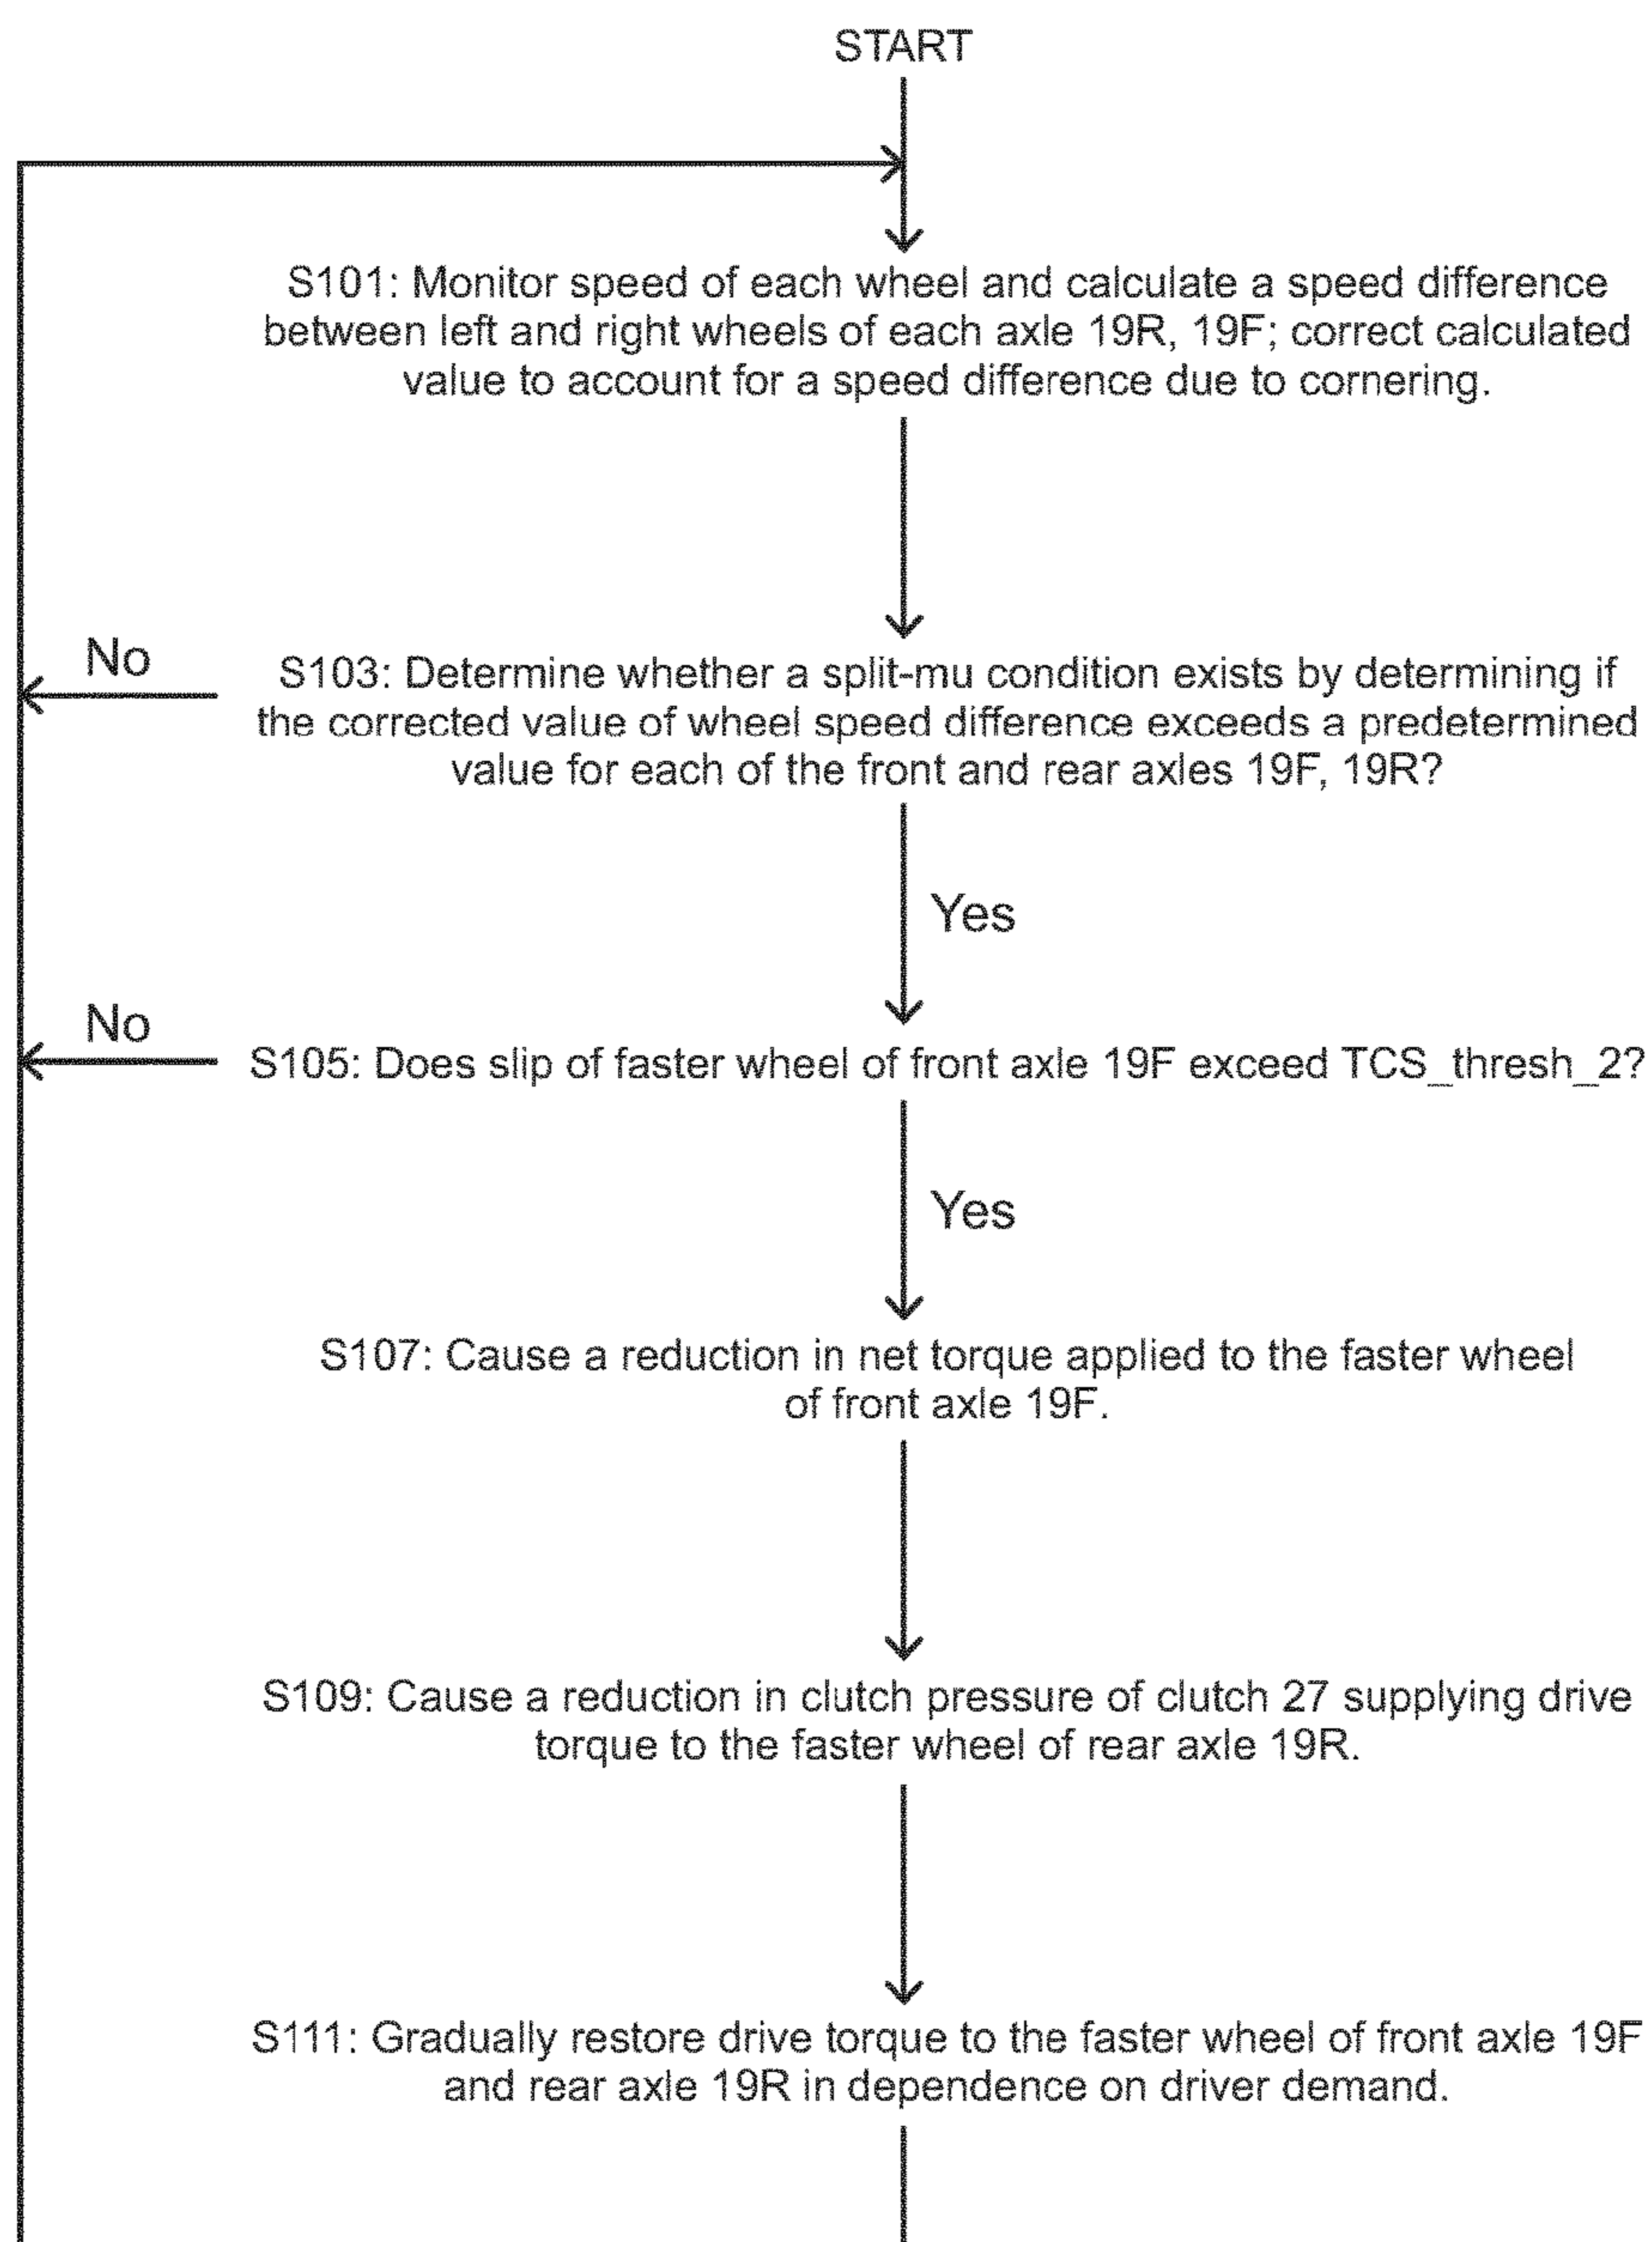 START
S101: Monitor speed of each wheel and calculate a speed difference
between left and right wheels of each axle 19R, 19F; correct calculated
value to account for a speed difference due to cornering.
No
S103: Determine whether a split-mu condition exists by determining if
the corrected value of wheel speed difference exceeds a predetermined
value for each of the front and rear axles 19F, 19R?
Yes
No
S105: Does slip of faster wheel of front axle 19F exceed TCS_thresh_2?
Yes
S107: Cause a reduction in net torque applied to the faster wheel
of front axle 19F.
S109: Cause a reduction in clutch pressure of clutch 27 supplying drive
torque to the faster wheel of rear axle 19R.
S111: Gradually restore drive torque to the faster wheel of front axle 19F
and rear axle 19R in dependence on driver demand.